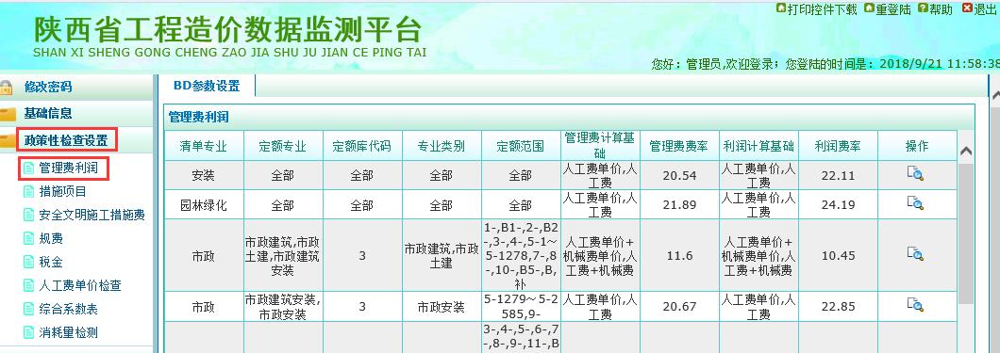 打印控件下载 重登陆 帮助 退出
陕西省工程造价数据监测平台
SHAN XI SHENG GONG CHENG ZAO JIA SHU JU JIAN CE PING TAI
您好：管理员,欢迎登录；您登陆的时间是：2018/9/21 11:58:38
修改密码
基础信息
政策性检查设置
管理费利润
措施项目
安全文明施工措施费
规费
税金
人工费单价检查
综合系数表
消耗量检测
BD参数设置
管理费利润
清单专业 定额专业 定额库代码 专业类别 定额范围 管理费计算基础 管理费费率 利润计算基础 利润费率 操作
安装 全部 全部 全部 全部 人工费单价,人工费 20.54 人工费单价,人工费 22.11
园林绿化 全部 全部 全部 全部 人工费单价,人工费 21.89 人工费单价,人工费 24.19
市政 市政建筑,市政土建,市政建筑安装 3 市政建筑,市政土建 1-,B1-,2-,B2-,3-,4-,5-1～5-1278,7-,8-,10-,B5-,B,补 人工费单价+机械费单价,人工费+机械费 11.6 人工费单价+机械费单价,人工费+机械费 10.45
市政 市政建筑安装,市政安装 3 市政安装 5-1279～5-2585,9- 人工费单价,人工费 20.67 人工费单价,人工费 22.85
3-,4-,5-,6-,7-,8-,9-,11-,B